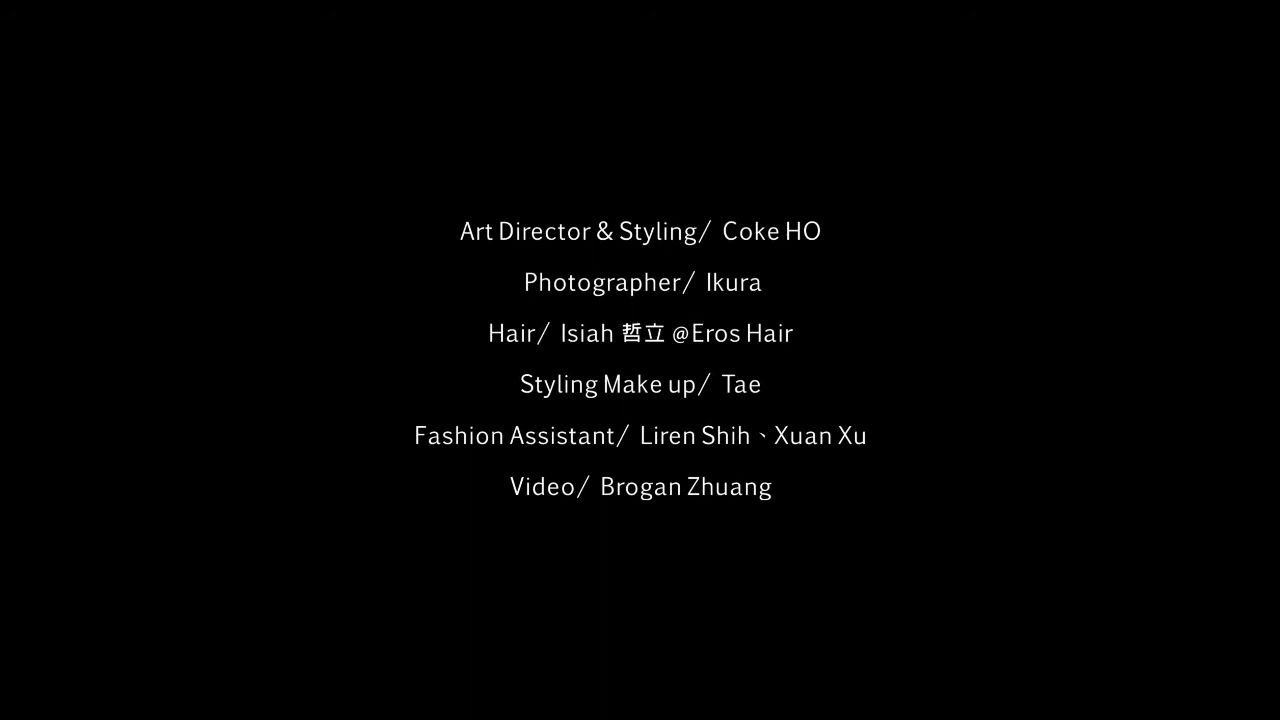 Art Director & Styling/ Coke HO
Photographer/ Ikura
Hair/ Isiah 哲立 @Eros Hair
Styling Make up/ Tae
Fashion Assistant/ Liren Shih、Xuan Xu
Video/ Brogan Zhuang